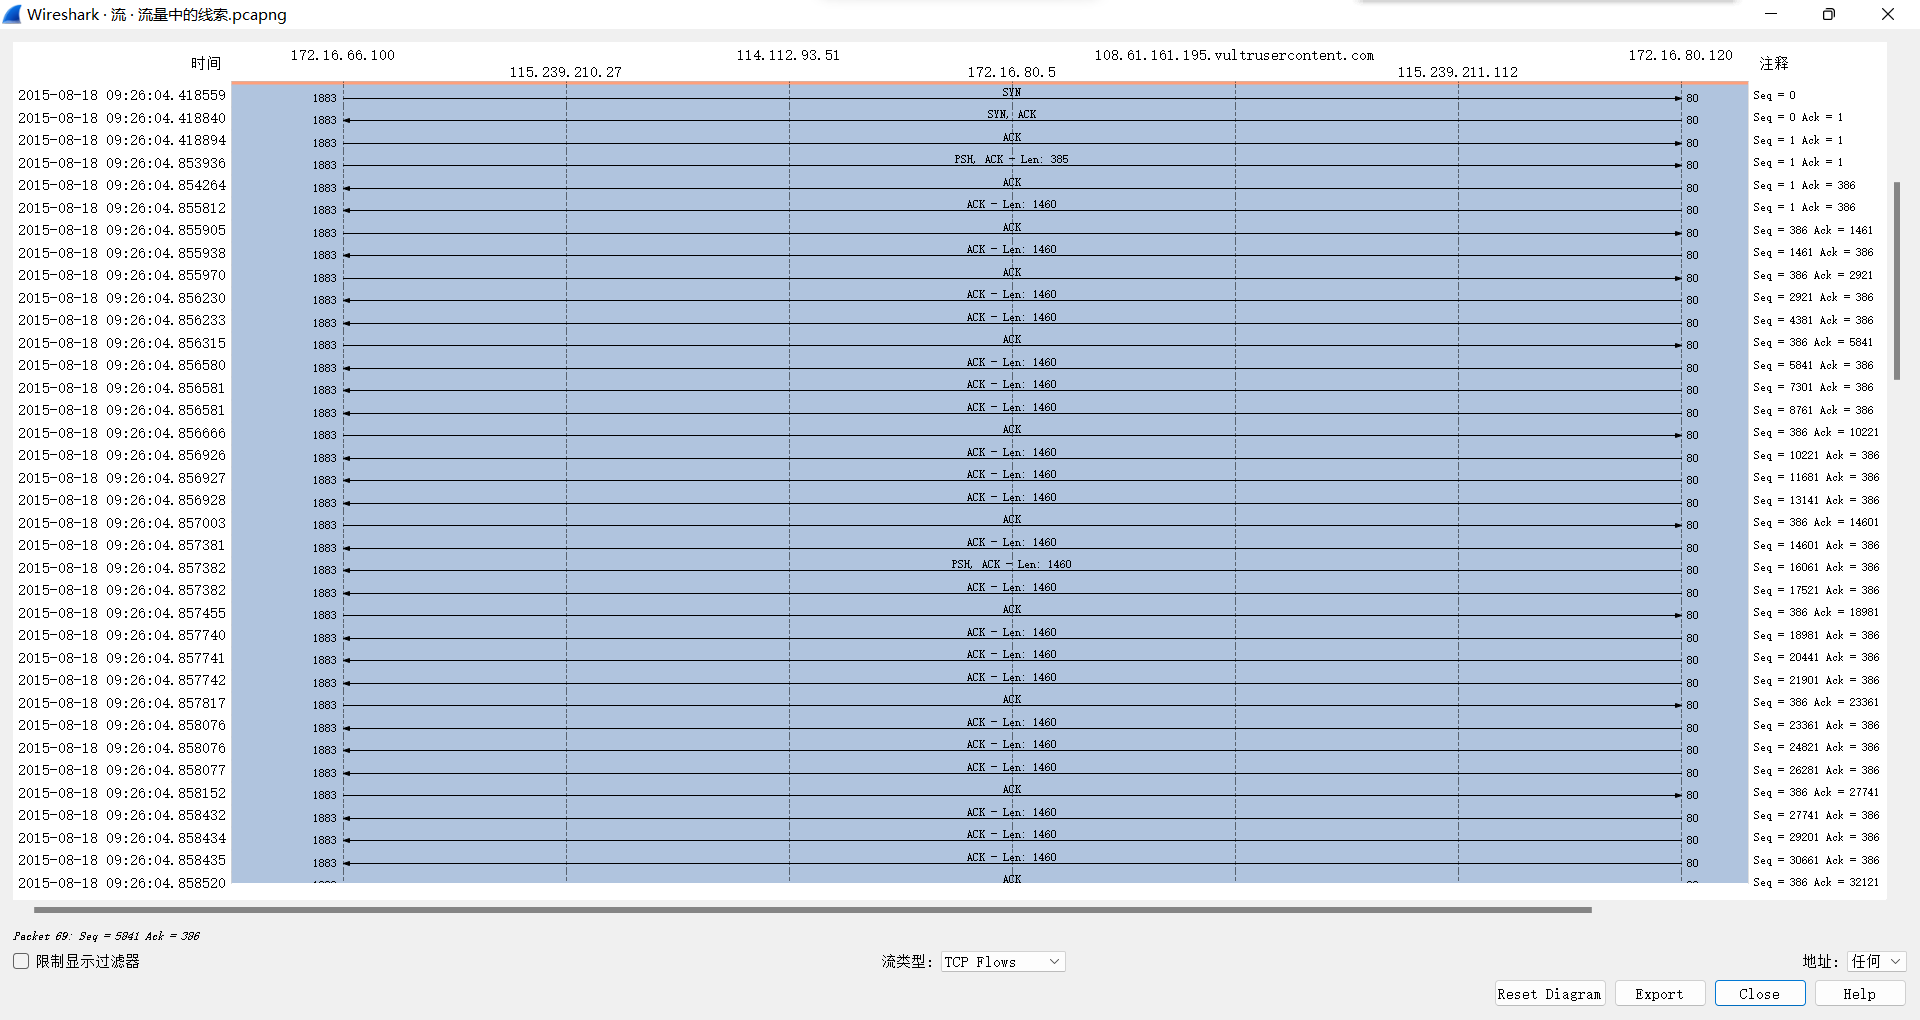 Wireshark · 流 · 流量中的线索.pcapng
时间
172.16.66.100 114.112.93.51 108.61.161.195.vultrusercontent.com 172.16.80.120
115.239.210.27 172.16.80.5 115.239.211.112
注释
2015-08-18 09:26:04.418559 1883 SYN 80 Seq = 0
2015-08-18 09:26:04.418840 1883 SYN, ACK 80 Seq = 0 Ack = 1
2015-08-18 09:26:04.418894 1883 ACK 80 Seq = 1 Ack = 1
2015-08-18 09:26:04.853936 1883 PSH, ACK - Len: 385 80 Seq = 1 Ack = 1
2015-08-18 09:26:04.854264 1883 ACK 80 Seq = 1 Ack = 386
2015-08-18 09:26:04.855812 1883 ACK - Len: 1460 80 Seq = 1 Ack = 386
2015-08-18 09:26:04.855905 1883 ACK 80 Seq = 386 Ack = 1461
2015-08-18 09:26:04.855938 1883 ACK - Len: 1460 80 Seq = 1461 Ack = 386
2015-08-18 09:26:04.855970 1883 ACK 80 Seq = 386 Ack = 2921
2015-08-18 09:26:04.856230 1883 ACK - Len: 1460 80 Seq = 2921 Ack = 386
2015-08-18 09:26:04.856233 1883 ACK - Len: 1460 80 Seq = 4381 Ack = 386
2015-08-18 09:26:04.856315 1883 ACK 80 Seq = 386 Ack = 5841
2015-08-18 09:26:04.856580 1883 ACK - Len: 1460 80 Seq = 5841 Ack = 386
2015-08-18 09:26:04.856581 1883 ACK - Len: 1460 80 Seq = 7301 Ack = 386
2015-08-18 09:26:04.856581 1883 ACK - Len: 1460 80 Seq = 8761 Ack = 386
2015-08-18 09:26:04.856666 1883 ACK 80 Seq = 386 Ack = 10221
2015-08-18 09:26:04.856926 1883 ACK - Len: 1460 80 Seq = 10221 Ack = 386
2015-08-18 09:26:04.856927 1883 ACK - Len: 1460 80 Seq = 11681 Ack = 386
2015-08-18 09:26:04.856928 1883 ACK - Len: 1460 80 Seq = 13141 Ack = 386
2015-08-18 09:26:04.857003 1883 ACK 80 Seq = 386 Ack = 14601
2015-08-18 09:26:04.857381 1883 ACK - Len: 1460 80 Seq = 14601 Ack = 386
2015-08-18 09:26:04.857382 1883 PSH, ACK - Len: 1460 80 Seq = 16061 Ack = 386
2015-08-18 09:26:04.857382 1883 ACK - Len: 1460 80 Seq = 17521 Ack = 386
2015-08-18 09:26:04.857455 1883 ACK 80 Seq = 386 Ack = 18981
2015-08-18 09:26:04.857740 1883 ACK - Len: 1460 80 Seq = 18981 Ack = 386
2015-08-18 09:26:04.857741 1883 ACK - Len: 1460 80 Seq = 20441 Ack = 386
2015-08-18 09:26:04.857742 1883 ACK - Len: 1460 80 Seq = 21901 Ack = 386
2015-08-18 09:26:04.857817 1883 ACK 80 Seq = 386 Ack = 23361
2015-08-18 09:26:04.858076 1883 ACK - Len: 1460 80 Seq = 23361 Ack = 386
2015-08-18 09:26:04.858076 1883 ACK - Len: 1460 80 Seq = 24821 Ack = 386
2015-08-18 09:26:04.858077 1883 ACK - Len: 1460 80 Seq = 26281 Ack = 386
2015-08-18 09:26:04.858152 1883 ACK 80 Seq = 386 Ack = 27741
2015-08-18 09:26:04.858432 1883 ACK - Len: 1460 80 Seq = 27741 Ack = 386
2015-08-18 09:26:04.858434 1883 ACK - Len: 1460 80 Seq = 29201 Ack = 386
2015-08-18 09:26:04.858435 1883 ACK - Len: 1460 80 Seq = 30661 Ack = 386
2015-08-18 09:26:04.858520 ACK Seq = 386 Ack = 32121
Packet 69: Seq = 5841 Ack = 386
限制显示过滤器 流类型: TCP Flows 地址: 任何
Reset Diagram Export Close Help